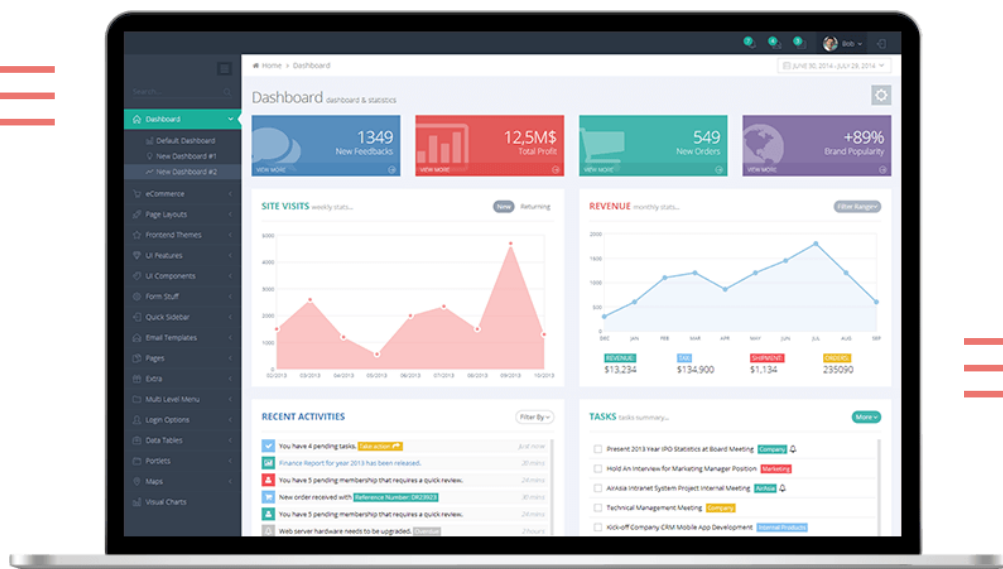 7 4 3 Bob
Home > Dashboard JUNE 30, 2014 - JULY 29, 2014
Search...
Dashboard dashboard & statistics
Dashboard
Default Dashboard
New Dashboard #1
New Dashboard #2
eCommerce
Page Layouts
Frontend Themes
UI Features
UI Components
Form Stuff
Quick Sidebar
Email Templates
Pages
Extra
Multi Level Menu
Login Options
Data Tables
Portlets
Maps
Visual Charts
1349
New Feedbacks
VIEW MORE
12,5M$
Total Profit
VIEW MORE
549
New Orders
VIEW MORE
+89%
Brand Popularity
VIEW MORE
SITE VISITS weekly stats... New Returning
5000
4000
3000
2000
1000
0
02/2013 03/2013 04/2013 05/2013 06/2013 07/2013 08/2013 09/2013 10/2013
REVENUE monthly stats... Filter Range
2000
1500
1000
500
0
DEC JAN FEB MAR APR MAY JUN JUL AUG SEP
REVENUE: TAX: SHIPMENT: ORDERS:
$13,234 $134,900 $1,134 235090
RECENT ACTIVITIES Filter By
You have 4 pending tasks. Take action Just now
Finance Report for year 2013 has been released. 20 mins
You have 5 pending membership that requires a quick review. 24 mins
New order received with Reference Number: DR23923 30 mins
You have 5 pending membership that requires a quick review. 24 mins
Web server hardware needs to be upgraded. Overdue 2 hours
TASKS tasks summary... More
Present 2013 Year IPO Statistics at Board Meeting Company
Hold An Interview for Marketing Manager Position Marketing
AirAsia Intranet System Project Internal Meeting AirAsia
Technical Management Meeting Company
Kick-off Company CRM Mobile App Development Internal Products